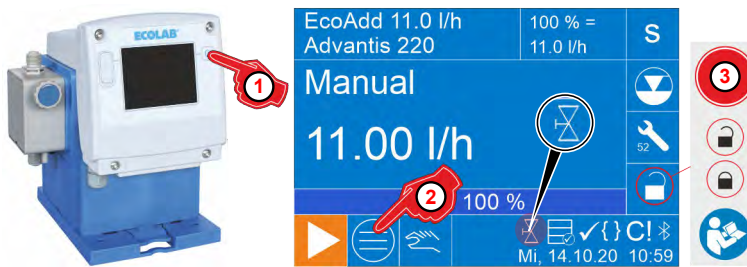 ECOLAB®
1
EcoAdd 11.0 l/h
Advantis 220
100 % =
11.0 l/h
S
Manual
11.00 l/h
52
100 %
2
3
✓{} C!
Mi, 14.10.20 10:59